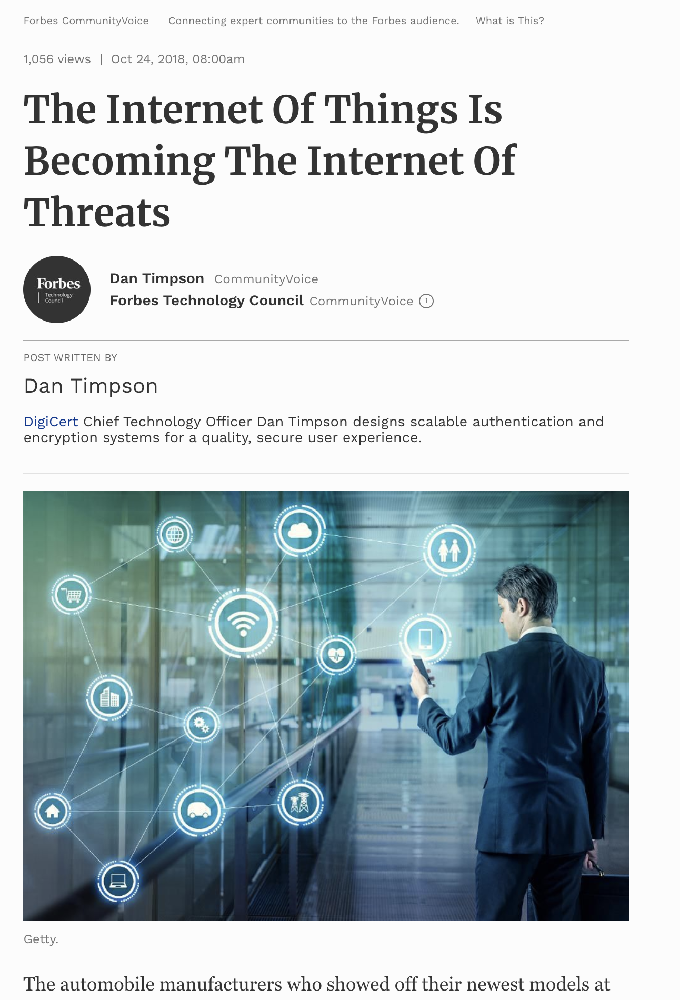 Forbes CommunityVoice Connecting expert communities to the Forbes audience. What is This?
1,056 views | Oct 24, 2018, 08:00am
The Internet Of Things Is
Becoming The Internet Of
Threats
Forbes
Technology
Council
Dan Timpson CommunityVoice
Forbes Technology Council CommunityVoice i
POST WRITTEN BY
Dan Timpson
DigiCert Chief Technology Officer Dan Timpson designs scalable authentication and
encryption systems for a quality, secure user experience.
Getty.
The automobile manufacturers who showed off their newest models at